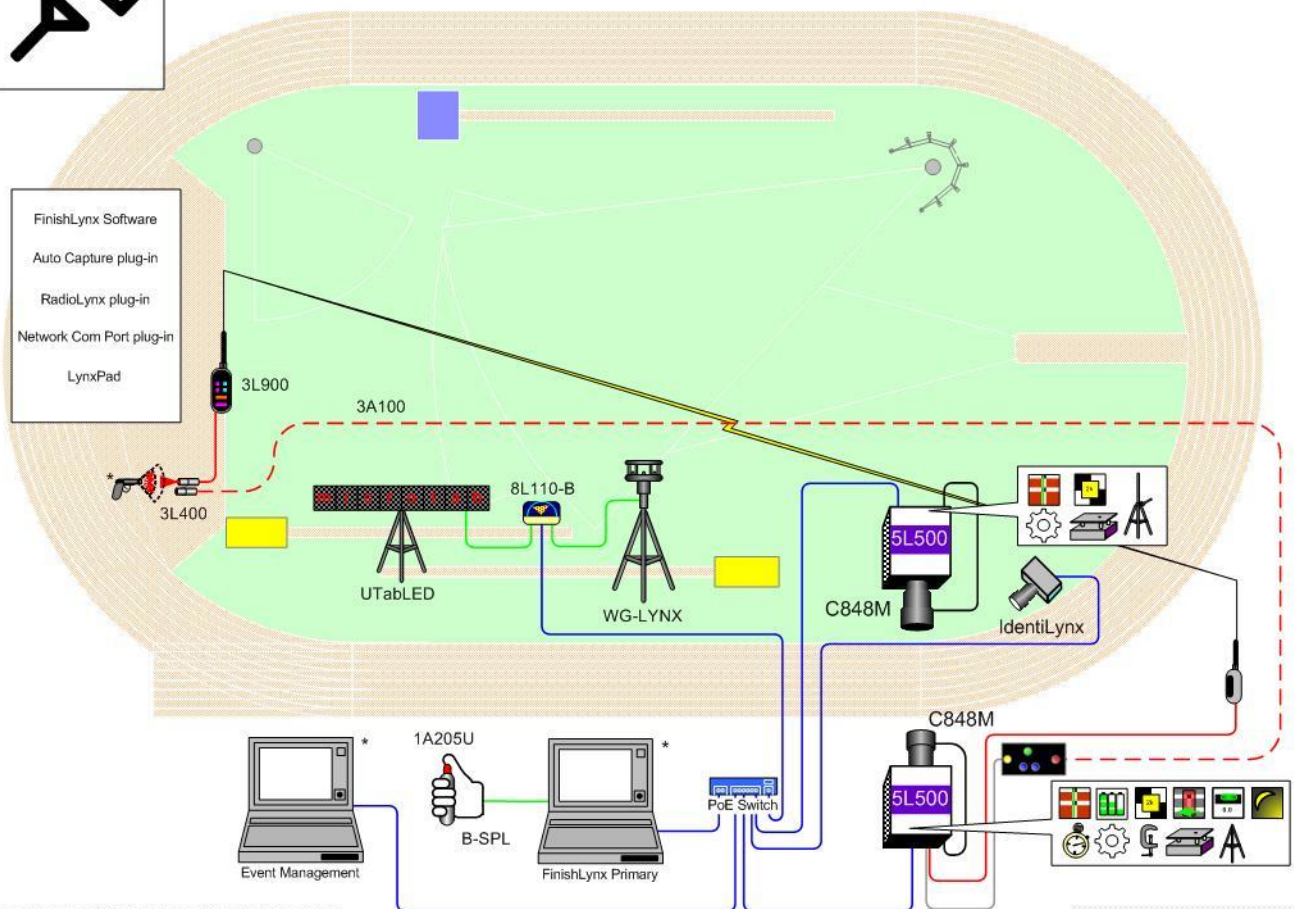 FinishLynx Software
Auto Capture plug-in
RadioLynx plug-in
Network Com Port plug-in
LynxPad
3L900
3A100
*
3L400
8L110-B
UTabLED
WG-LYNX
5L500
C848M
IdentiLynx
C848M
*
1A205U
*
B-SPL
PoE Switch
5L500
Event Management
FinishLynx Primary